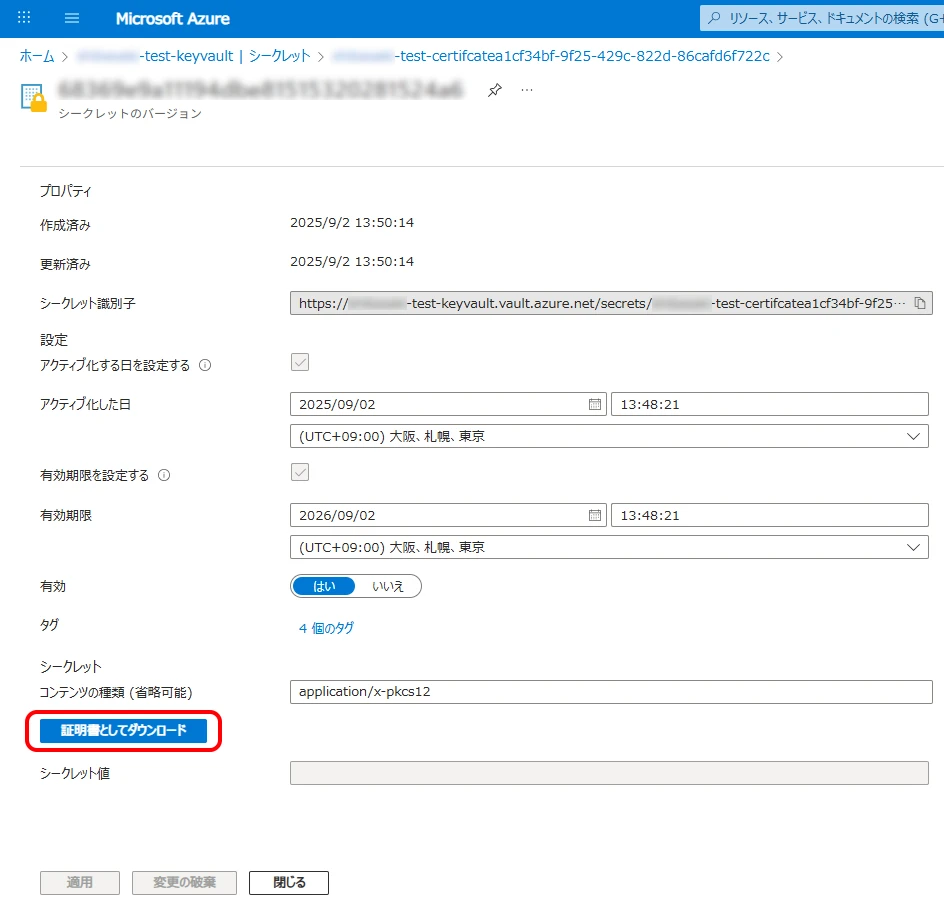 Microsoft Azure
リソース、サービス、ドキュメントの検索 (G+
ホーム > -test-keyvault | シークレット > -test-certifcatea1cf34bf-9f25-429c-822d-86cafd6f722c >
シークレットのバージョン
プロパティ
作成済み 2025/9/2 13:50:14
更新済み 2025/9/2 13:50:14
シークレット識別子 https:// -test-keyvault.vault.azure.net/secrets/ -test-certifcatea1cf34bf-9f25…
設定
アクティブ化する日を設定する
アクティブ化した日 2025/09/02 13:48:21
(UTC+09:00) 大阪、札幌、東京
有効期限を設定する
有効期限 2026/09/02 13:48:21
(UTC+09:00) 大阪、札幌、東京
有効 はい いいえ
タグ 4 個のタグ
シークレット
コンテンツの種類 (省略可能) application/x-pkcs12
証明書としてダウンロード
シークレット値
適用 変更の破棄 閉じる